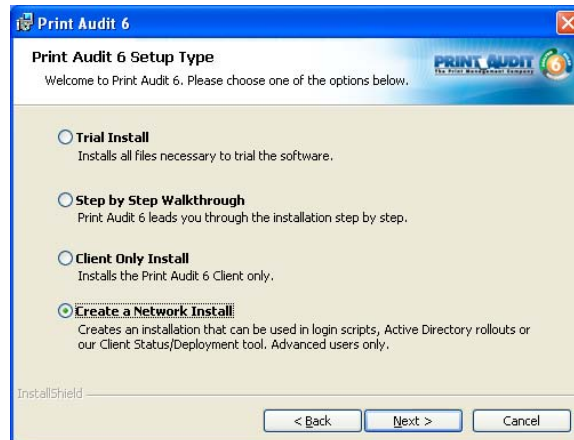 Print Audit 6
Print Audit 6 Setup Type
Welcome to Print Audit 6. Please choose one of the options below.
PRINT AUDIT 6
The Print Management Company
Trial Install
Installs all files necessary to trial the software.
Step by Step Walkthrough
Print Audit 6 leads you through the installation step by step.
Client Only Install
Installs the Print Audit 6 Client only.
Create a Network Install
Creates an installation that can be used in login scripts, Active Directory rollouts or
our Client Status/Deployment tool. Advanced users only.
InstallShield
< Back
Next >
Cancel